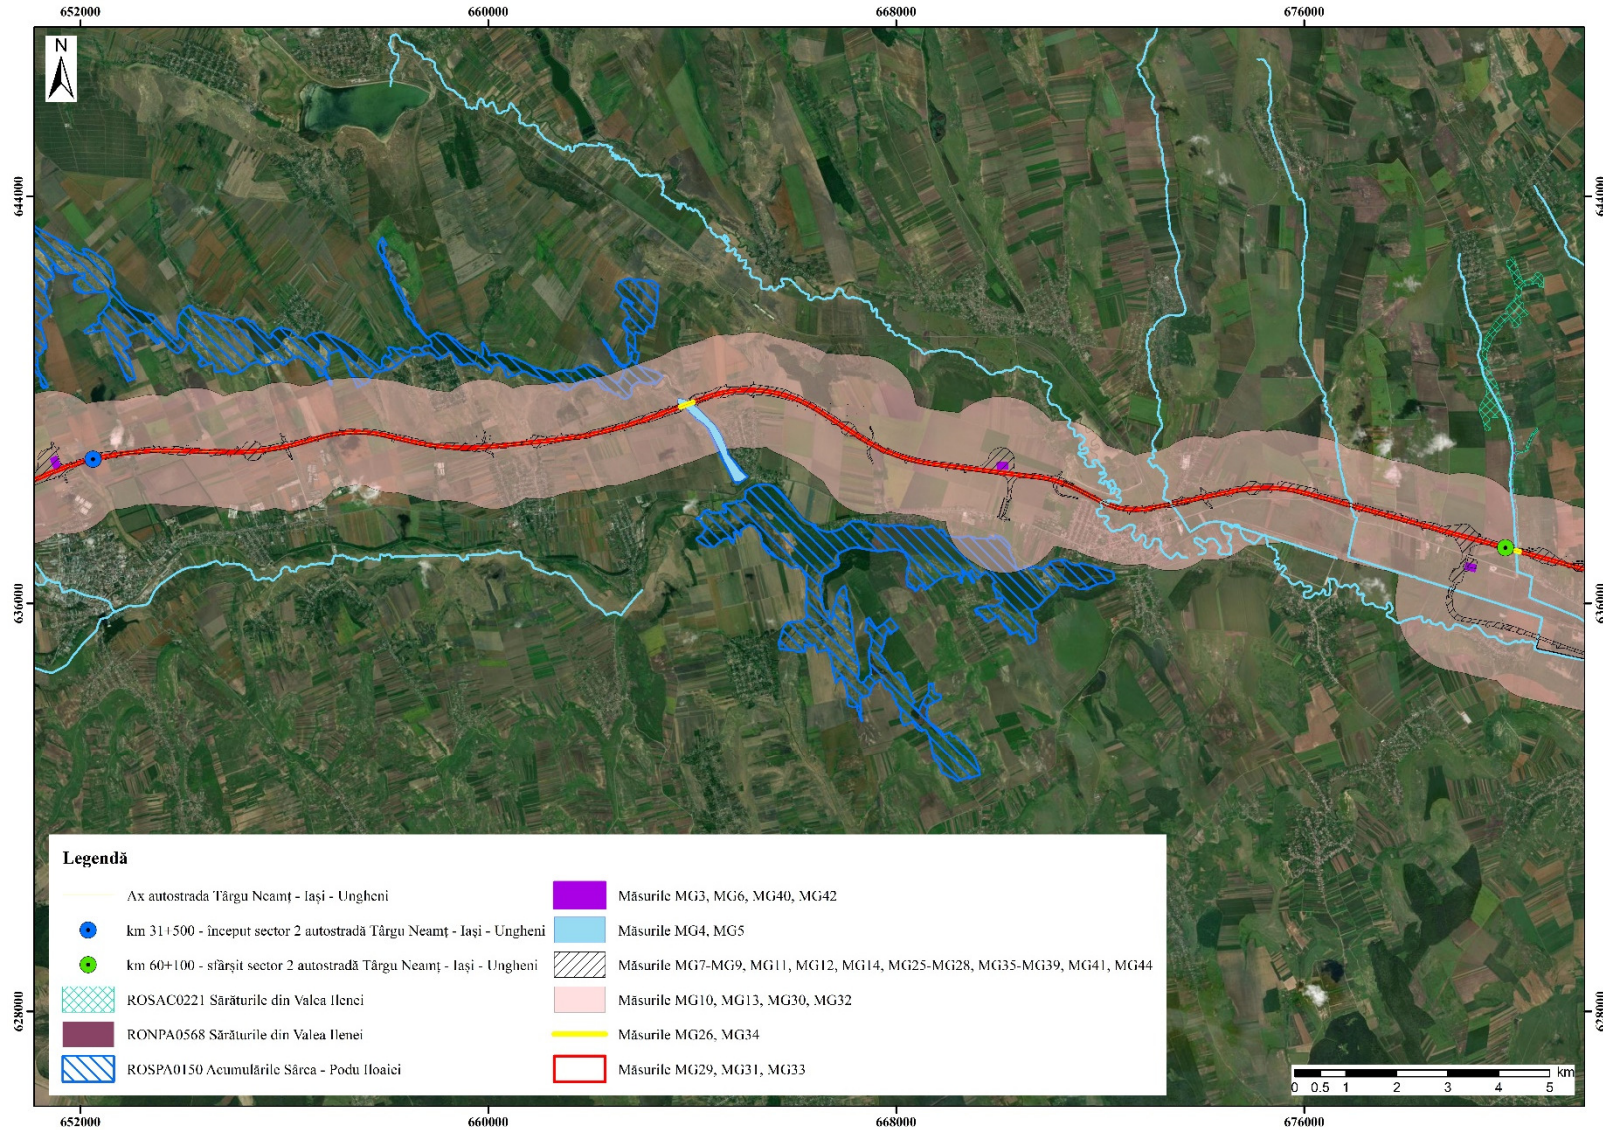 652000 660000 668000 676000
N
644000 644000
636000 636000
628000 628000
Legendă
Ax autostrada Târgu Neamț - Iași - Ungheni
km 31+500 - început sector 2 autostradă Târgu Neamț - Iași - Ungheni
km 60+100 - sfârșit sector 2 autostradă Târgu Neamț - Iași - Ungheni
ROSAC0221 Sărăturile din Valea Ilenei
RONPA0568 Sărăturile din Valea Ilenei
ROSPA0150 Acumulările Sârca - Podu Iloaiei
Măsurile MG3, MG6, MG40, MG42
Măsurile MG4, MG5
Măsurile MG7-MG9, MG11, MG12, MG14, MG25-MG28, MG35-MG39, MG41, MG44
Măsurile MG10, MG13, MG30, MG32
Măsurile MG26, MG34
Măsurile MG29, MG31, MG33
km
0 0.5 1 2 3 4 5
652000 660000 668000 676000